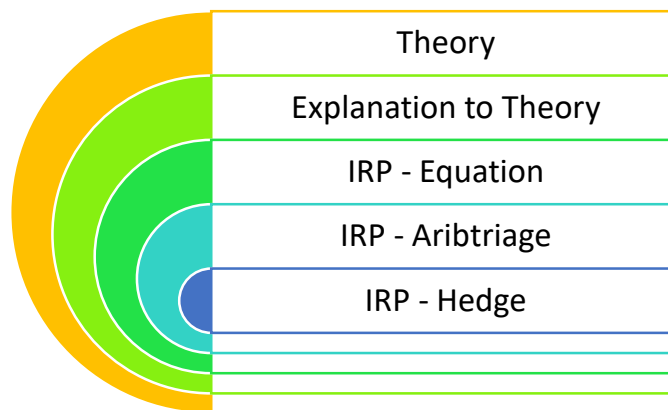 Theory
Explanation to Theory
IRP - Equation
IRP - Aribtriage
IRP - Hedge